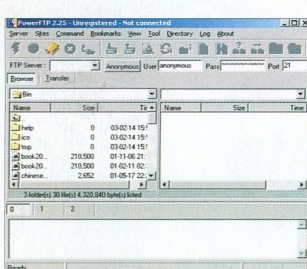 PowerFTP 2.25 - Unregistered - Not connected
Server Sites Command Bookmarks View Tool Directory Log About
FTP Server : Anonymous User anonymous Pass Port 21
Browser Transfer
Bin
Name Size Name Size Time
help 0 03-02-14 15:
ico 0 03-02-14 15:
tmp 0 03-02-14 15:
book20... 210,500 01-11-06 21:
book20... 210,500 01-02-11 02:
chinese... 2,652 01-05-17 22:
3 folder(s) 30 file(s) 4,320,840 byte(s) listed
0 1 2
Ready